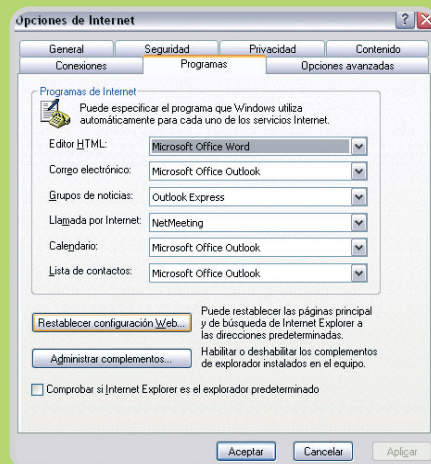 Opciones de Internet
General Seguridad Privacidad Contenido
Conexiones Programas Opciones avanzadas
Programas de Internet
Puede especificar el programa que Windows utiliza
automáticamente para cada uno de los servicios Internet.
Editor HTML: Microsoft Office Word
Correo electrónico: Microsoft Office Outlook
Grupos de noticias: Outlook Express
Llamada por Internet: NetMeeting
Calendario: Microsoft Office Outlook
Lista de contactos: Microsoft Office Outlook
Restablecer configuración Web...
Puede restablecer las páginas principal
y de búsqueda de Internet Explorer a
las direcciones predeterminadas.
Administrar complementos...
Habilitar o deshabilitar los complementos
de explorador instalados en el equipo.
Comprobar si Internet Explorer es el explorador predeterminado
Aceptar Cancelar Aplicar